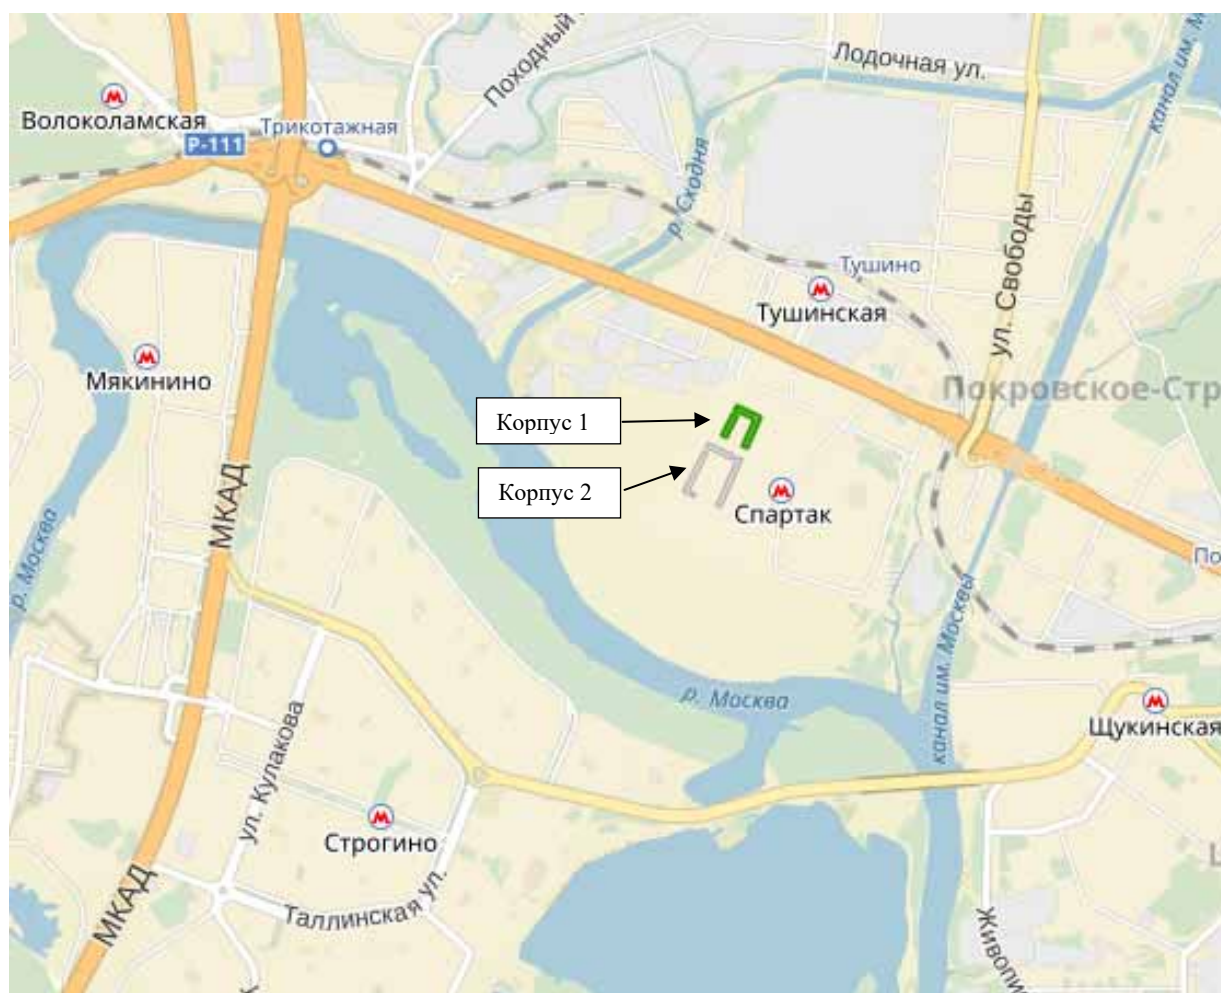 Походный
Лодочная ул.
канал им. М
Волоколамская
Р-111
Трикотажная
р. Сходня
ул. Свободы
Тушино
Тушинская
Мякинино
Покровское-Стр
Корпус 1
Корпус 2
Спартак
МКАД
р. Москва
По
канал им. Москвы
р. Москва
Щукинская
ул. Кулакова
Строгино
МКАД
Таллинская ул.
Живопи